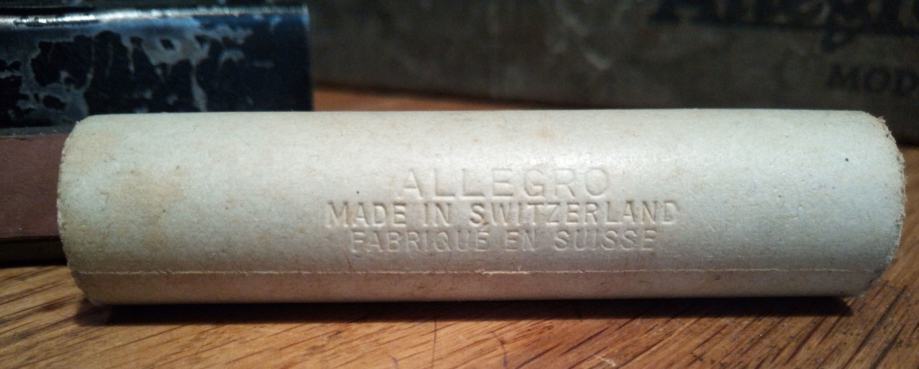 ALLEGRO
MADE IN SWITZERLAND
FABRIQUÉ EN SUISSE